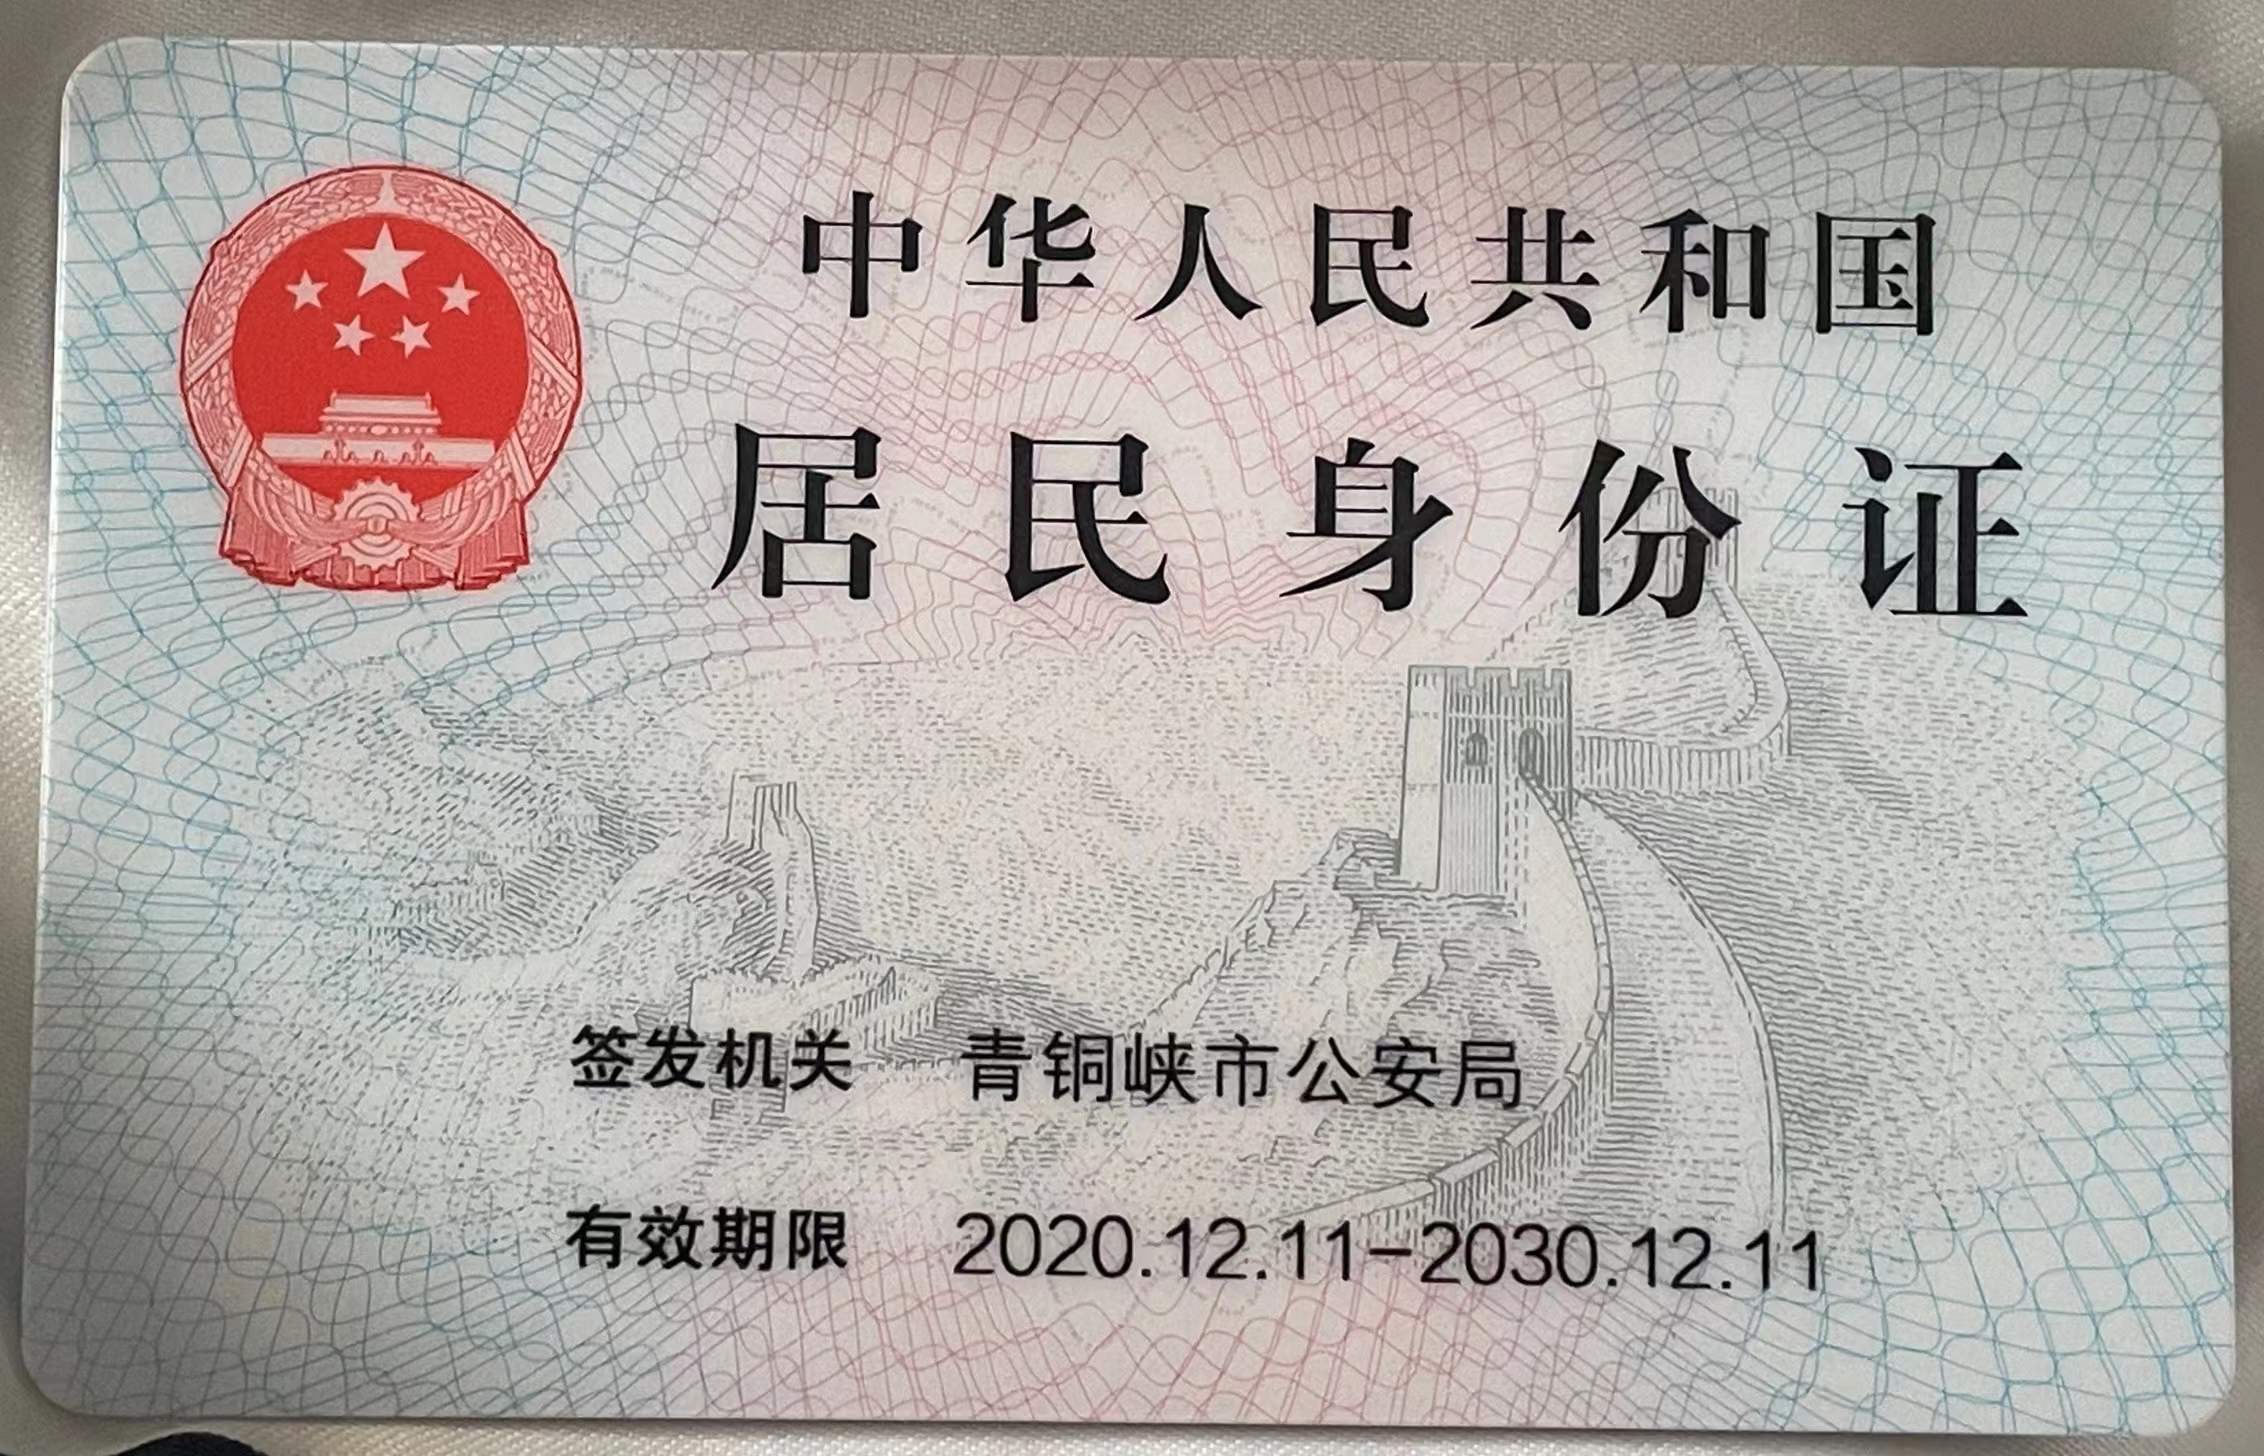 中华人民共和国
居民身份证
签发机关 青铜峡市公安局
有效期限 2020.12.11-2030.12.11